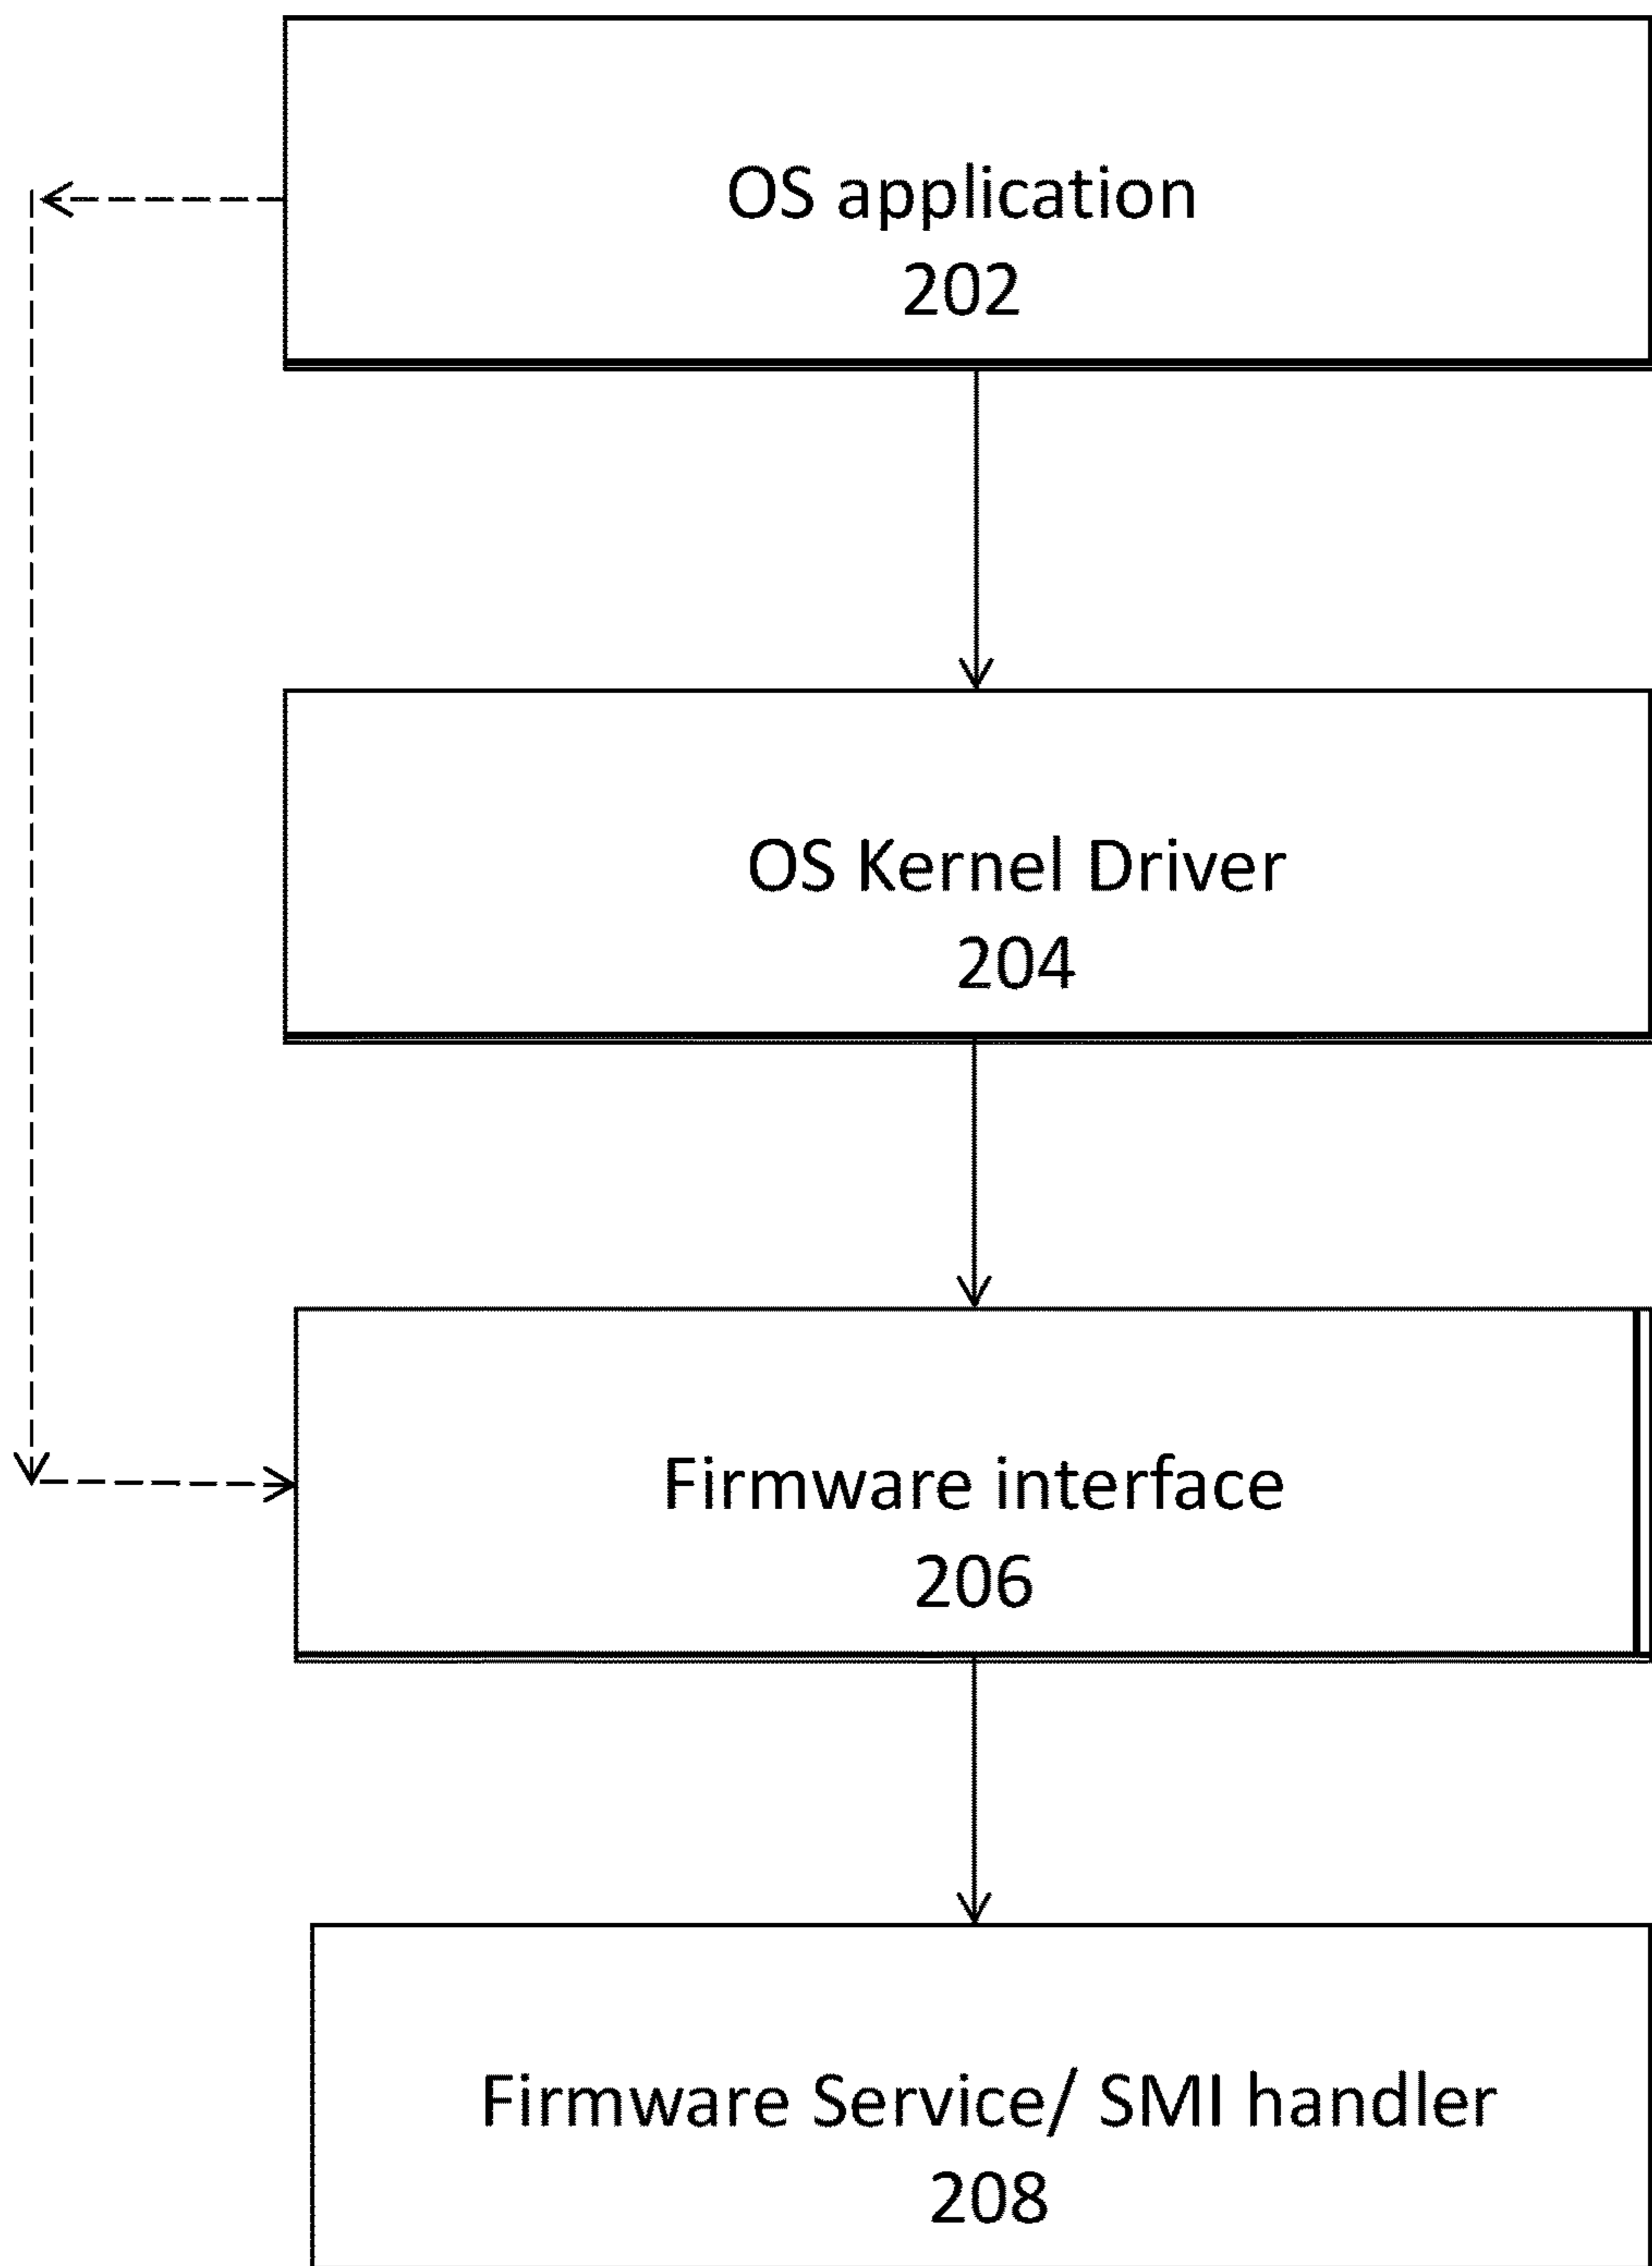 OS application
202
OS Kernel Driver
204
Firmware interface
206
Firmware Service/ SMI handler
208